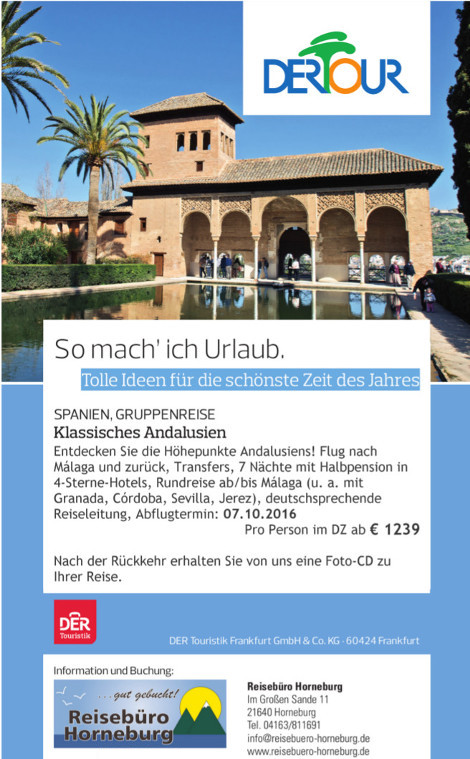 DERTOUR
So mach' ich Urlaub.
Tolle Ideen für die schönste Zeit des Jahres
SPANIEN, GRUPPENREISE
Klassisches Andalusien
Entdecken Sie die Höhepunkte Andalusiens! Flug nach
Málaga und zurück, Transfers, 7 Nächte mit Halbpension in
4-Sterne-Hotels, Rundreise ab/bis Málaga (u. a. mit
Granada, Córdoba, Sevilla, Jerez), deutschsprechende
Reiseleitung, Abflugtermin: 07.10.2016
Pro Person im DZ ab € 1239
Nach der Rückkehr erhalten Sie von uns eine Foto-CD zu
Ihrer Reise.
DER
Touristik
DER Touristik Frankfurt GmbH & Co. KG - 60424 Frankfurt
Information und Buchung:
...gut gebucht!
Reisebüro
Horneburg
Reisebüro Horneburg
Im Großen Sande 11
21640 Horneburg
Tel. 04163/811691
info@reisebuero-horneburg.de
www.reisebuero-horneburg.de